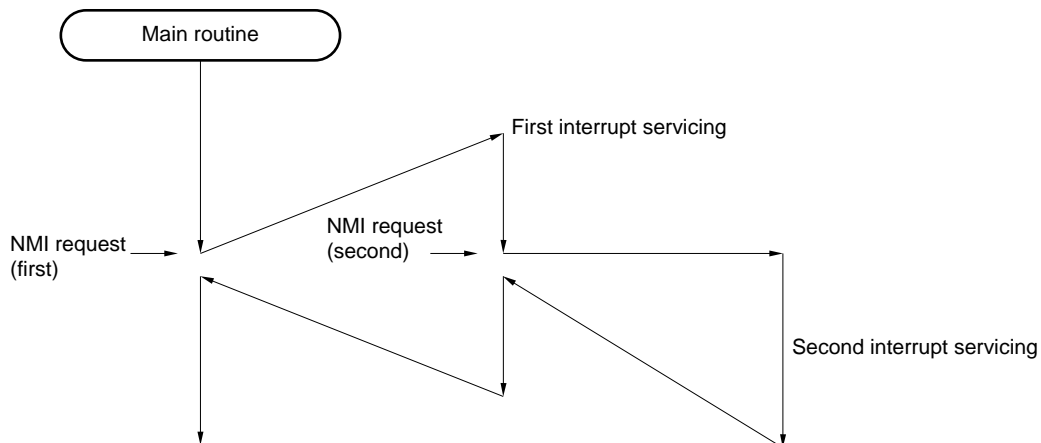 Main routine
First interrupt servicing
NMI request
(first)
NMI request
(second)
Second interrupt servicing